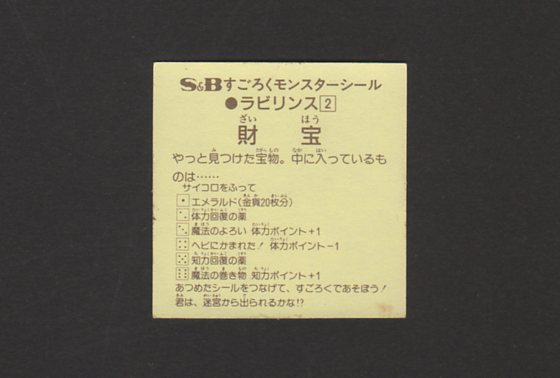 S&Bすごろくモンスターシール
●ラビリンス2
財宝
やっと見つけた宝物。中に入っているも
のは……
サイコロをふって
⚀エメラルド(金貨20枚分)
⚁体力回復の薬
⚂魔法のよろい 体力ポイント+1
⚃ヘビにかまれた! 体力ポイント-1
⚄知力回復の薬
⚅魔法の巻き物 知力ポイント+1
あつめたシールをつなげて、すごろくであそぼう!
君は、迷宮から出られるかな!?